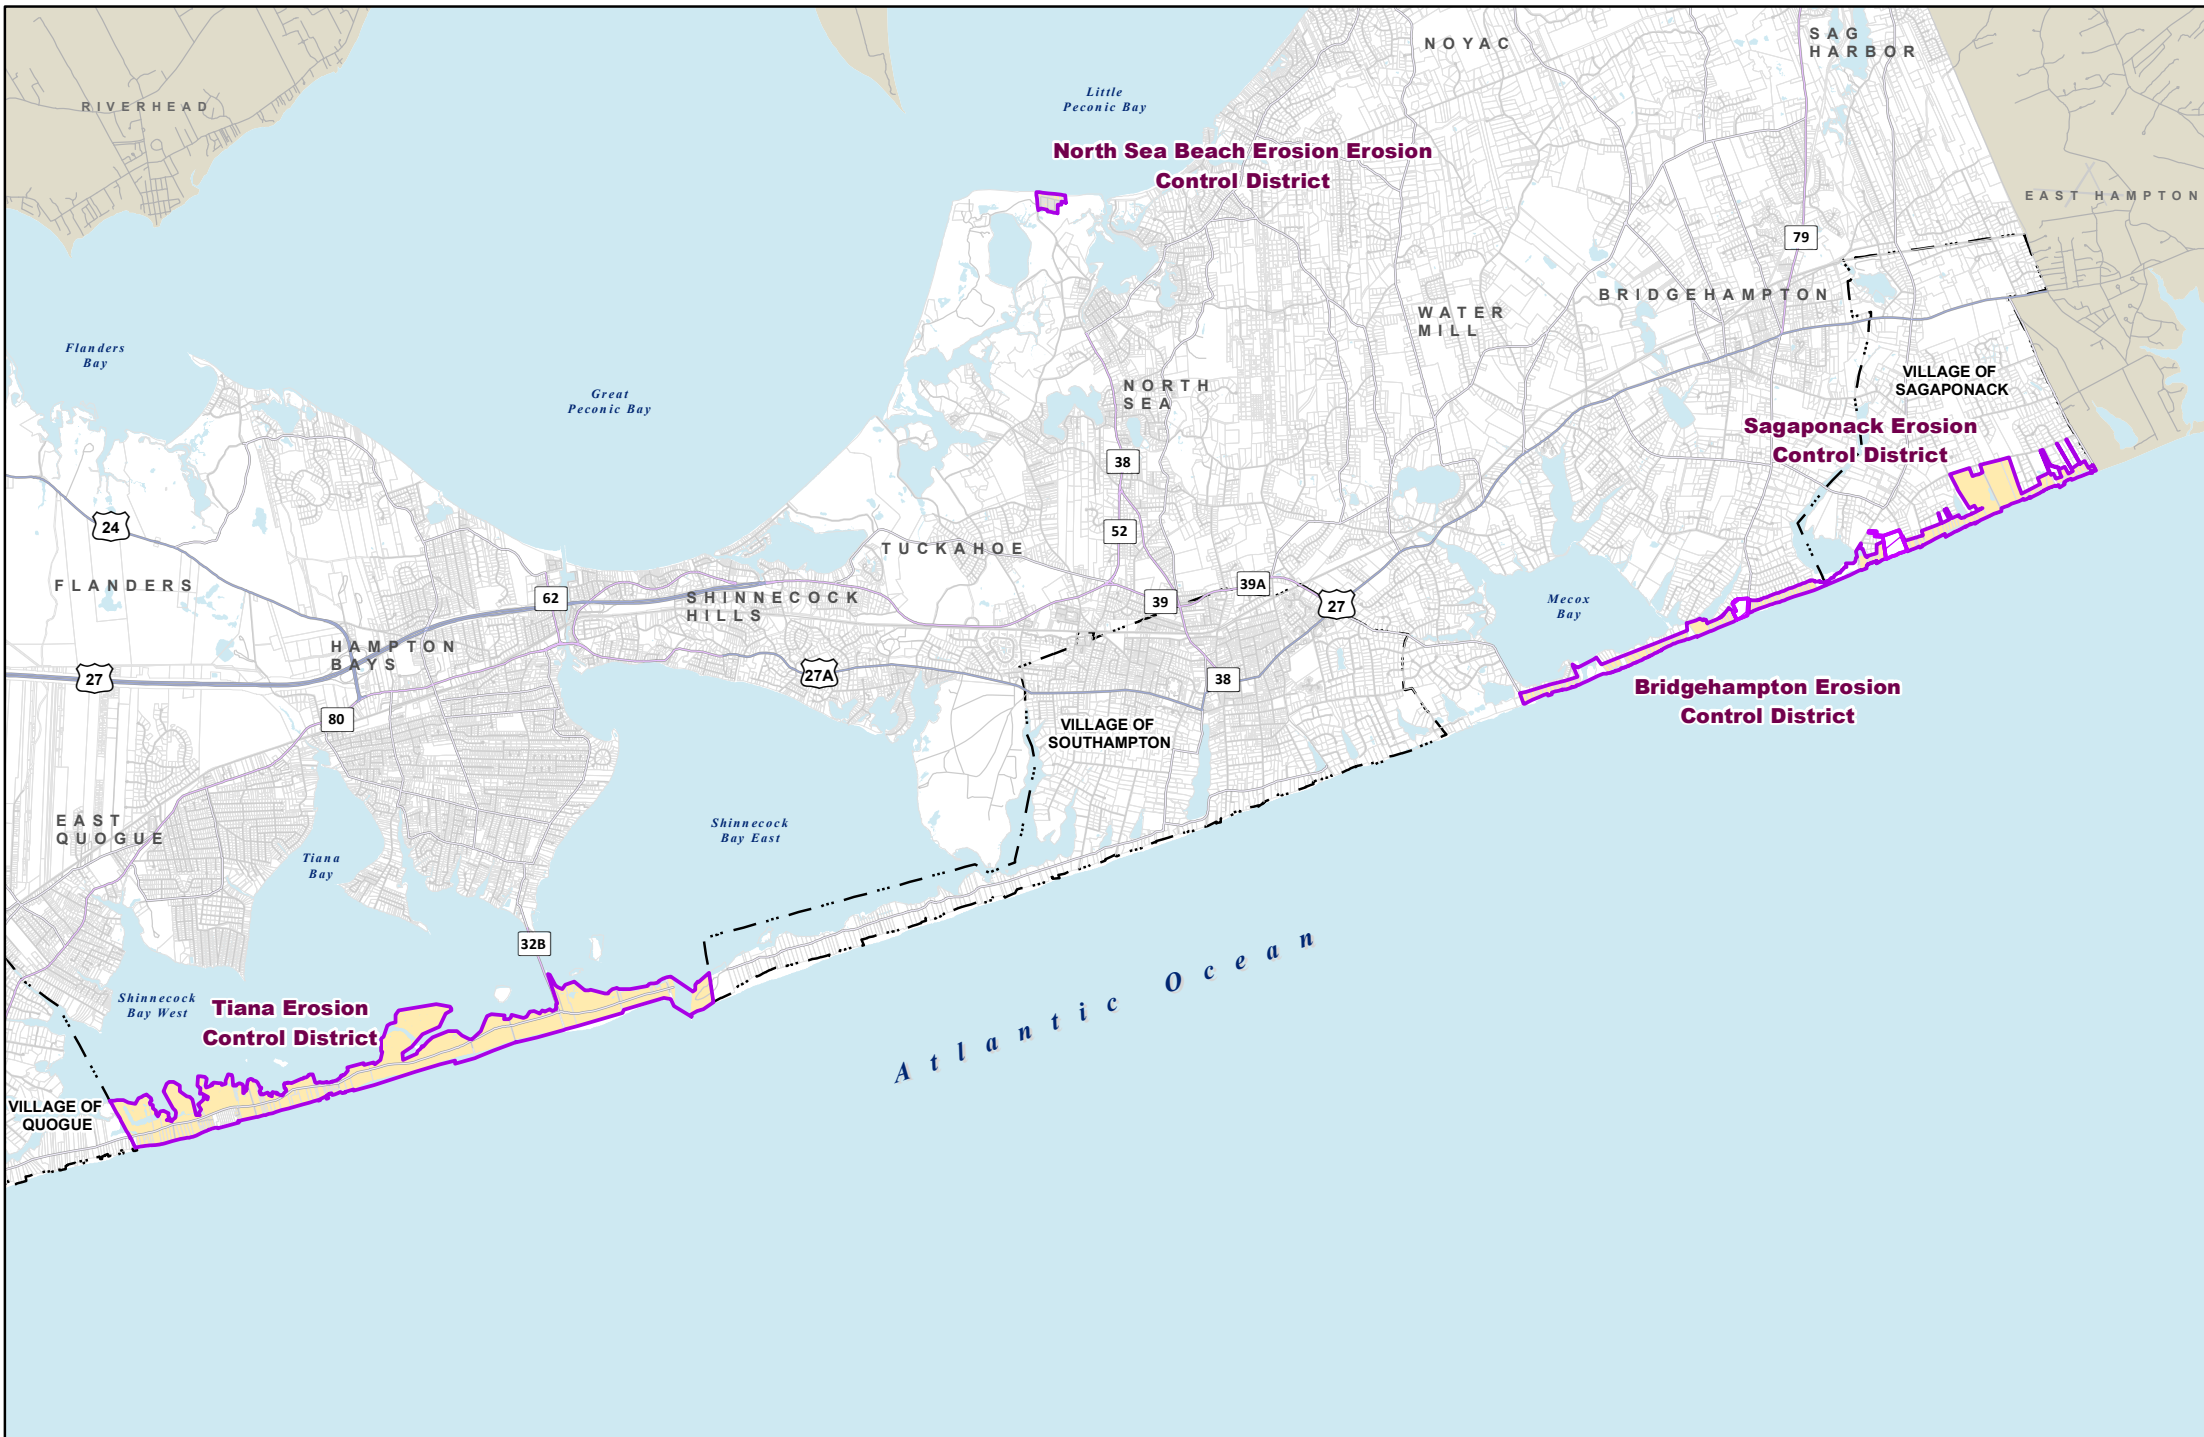 NOYAC
SAG
HARBOR
RIVERHEAD
Little
Peconic Bay
North Sea Beach Erosion Erosion
Control District
EAST HAMPTON
79
BRIDGEHAMPTON
WATER
MILL
Flanders
Bay
Great
Peconic Bay
NORTH
SEA
VILLAGE OF
SAGAPONACK
Sagaponack Erosion
Control District
38
24
52
TUCKAHOE
FLANDERS
62
SHINNECOCK
HILLS
39A
39
27
Mecox
Bay
HAMPTON
BAYS
27
27A
38
80
Bridgehampton Erosion
Control District
VILLAGE OF
SOUTHAMPTON
EAST
QUOGUE
Shinnecock
Bay East
Tiana
Bay
32B
Atlantic Ocean
Shinnecock
Bay West
Tiana Erosion
Control District
VILLAGE OF
QUOGUE